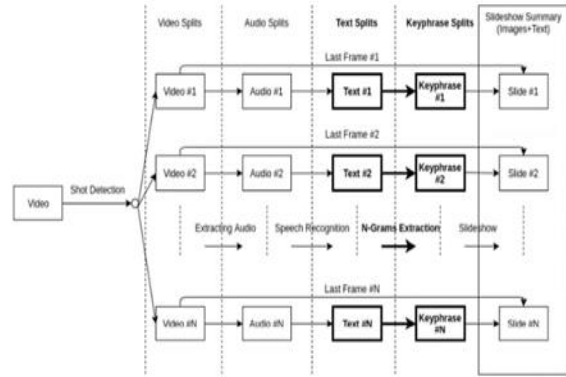 Video Splits
Audio Splits
Text Splits
Keyphrase Splits
Slideshow Summary
(Images+Text)
Last Frame #1
Video #1
Audio #1
Text #1
Keyphrase
#1
Slide #1
Last Frame #2
Video #2
Audio #2
Text #2
Keyphrase
#2
Slide #2
Video
Shot Detection
Extracting Audio
Speech Recognition
N-Grams Extraction
Slideshow
Last Frame #N
Video #N
Audio #N
Text #N
Keyphrase
#N
Slide #N